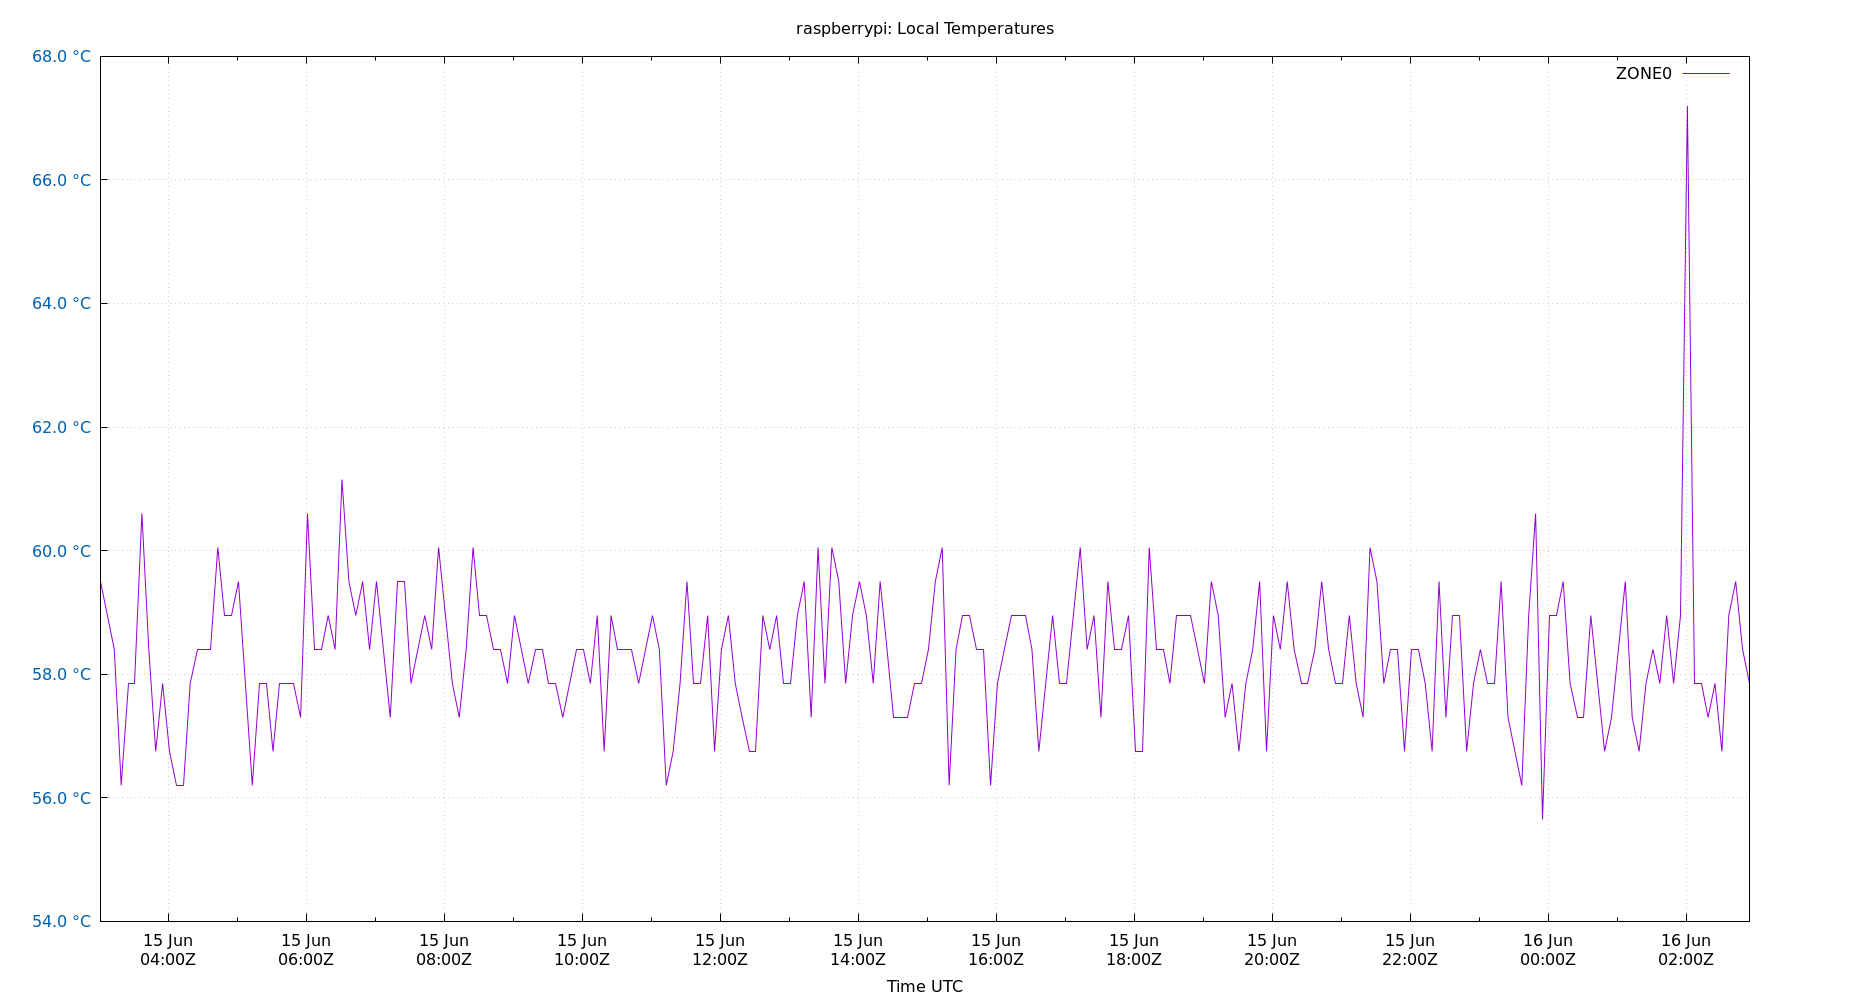 raspberrypi: Local Temperatures
68.0 °C
ZONE0
66.0 °C
64.0 °C
62.0 °C
60.0 °C
58.0 °C
56.0 °C
54.0 °C
15 Jun 15 Jun 15 Jun 15 Jun 15 Jun 15 Jun 15 Jun 15 Jun 15 Jun 15 Jun 16 Jun 16 Jun
04:00Z 06:00Z 08:00Z 10:00Z 12:00Z 14:00Z 16:00Z 18:00Z 20:00Z 22:00Z 00:00Z 02:00Z
Time UTC